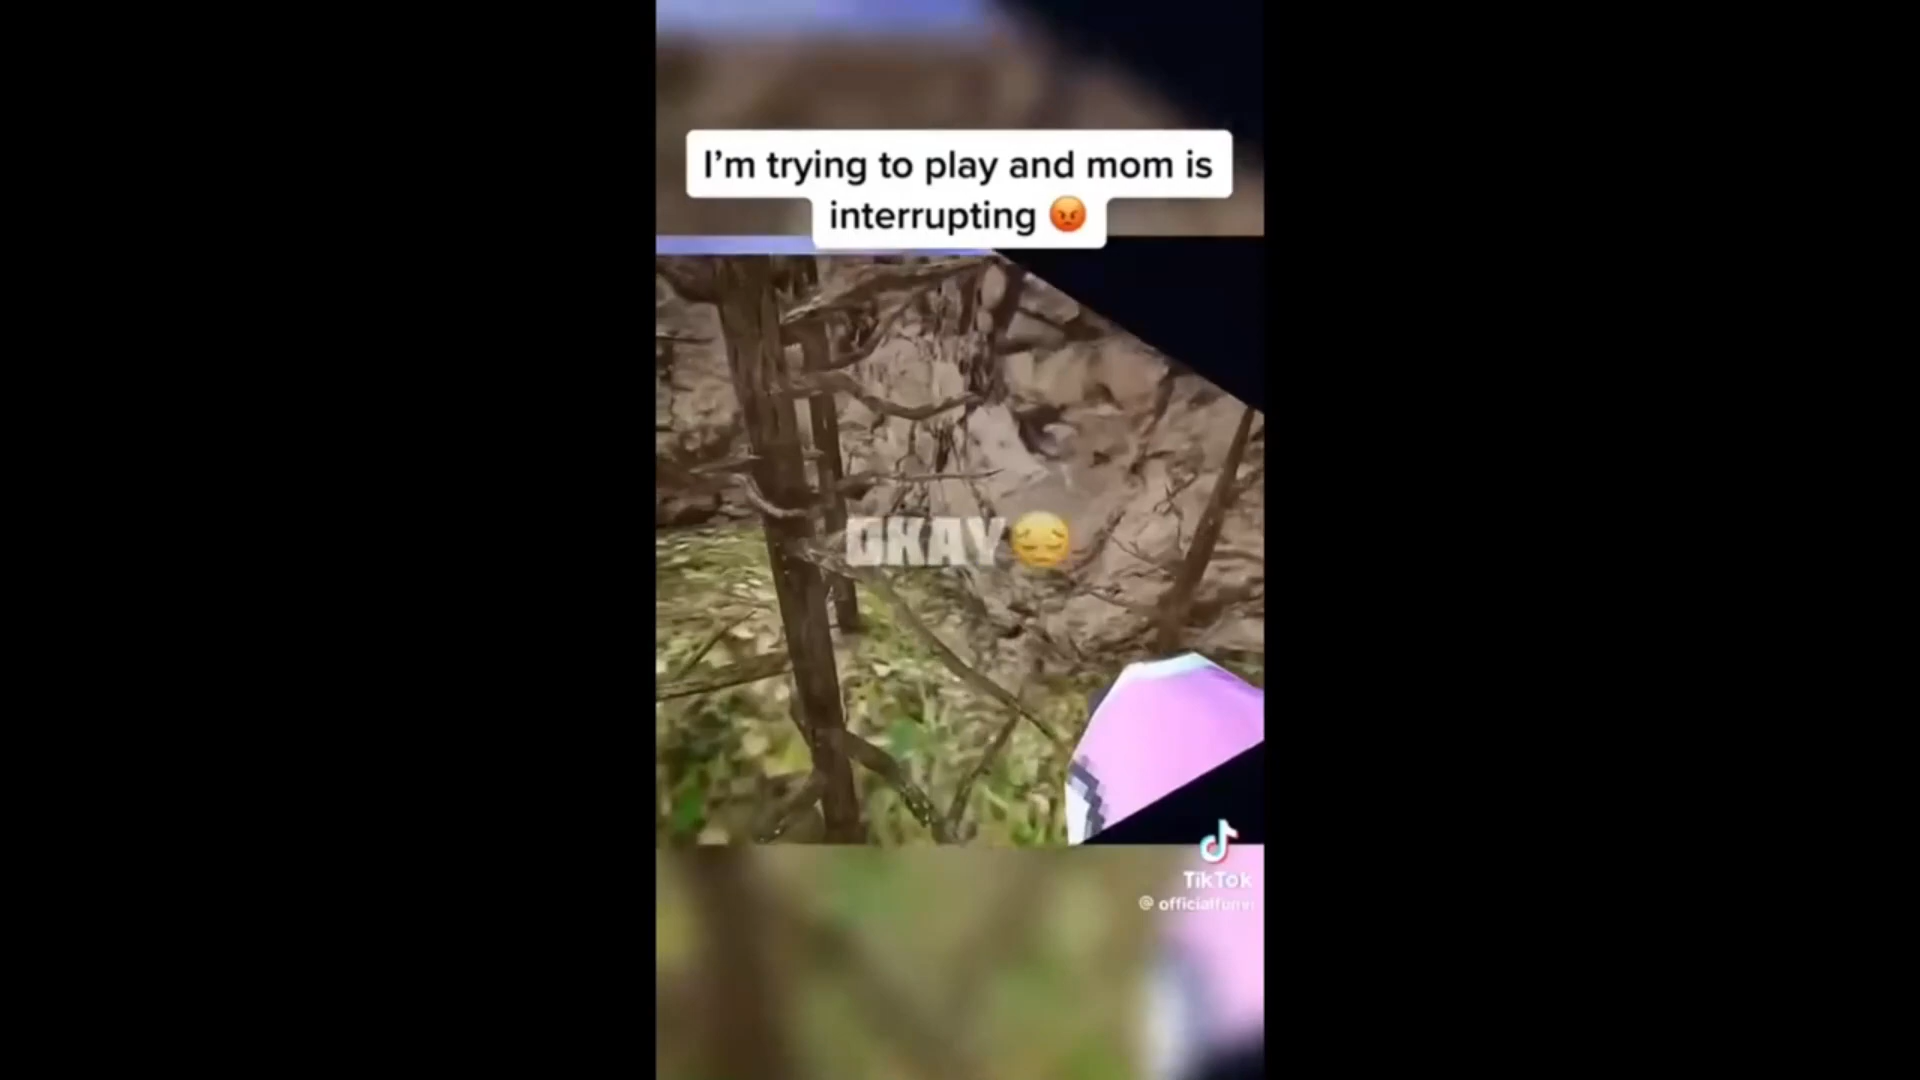 I’m trying to play and mom is
interrupting 😡
OKAY😔
TikTok